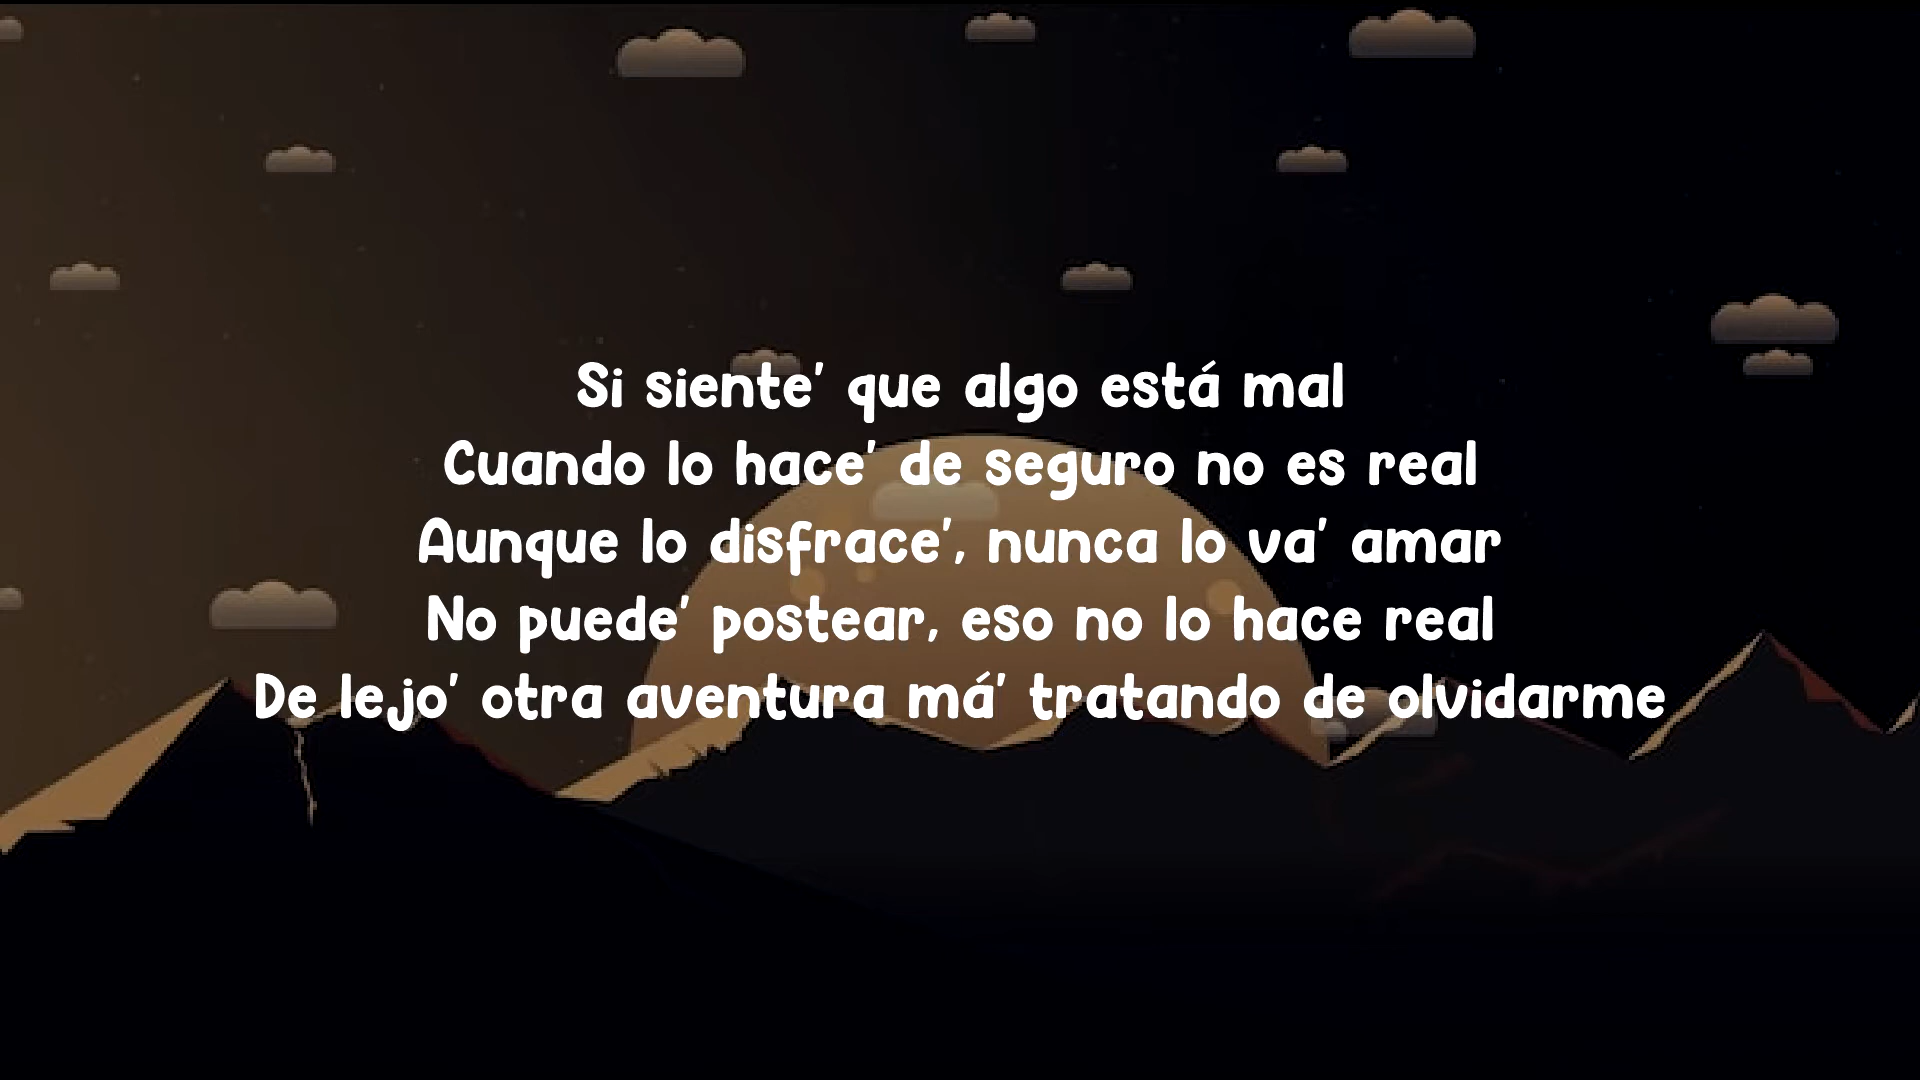 Si siente' que algo está mal
Cuando lo hace' de seguro no es real
Aunque lo disfrace', nunca lo va' amar
No puede' postear, eso no lo hace real
De lejo' otra aventura má' tratando de olvidarme